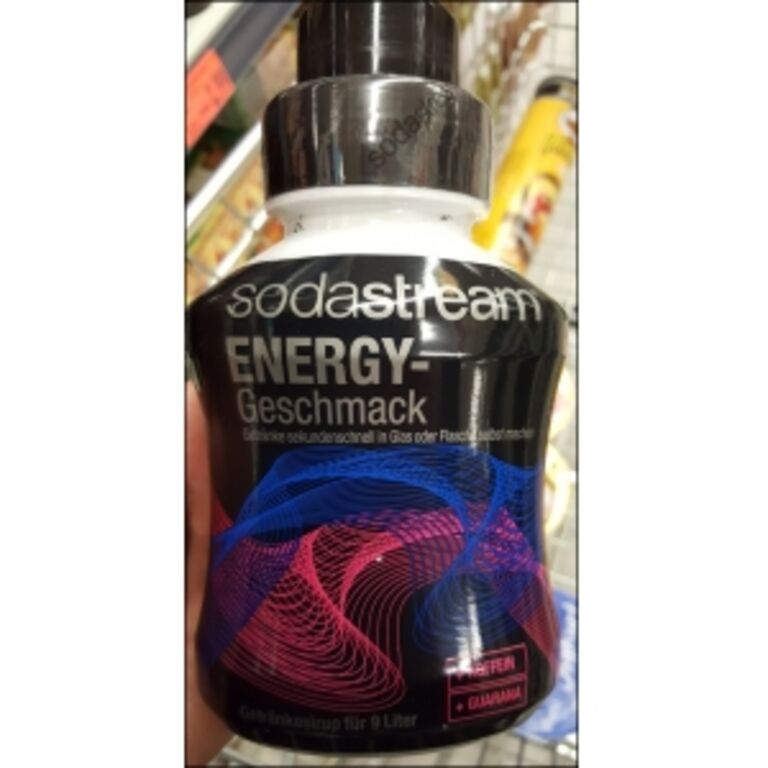 sodastream
sodastream
ENERGY-
Geschmack
Getränke sekundenschnell in Glas oder Flasche selbst machen
+ KOFFEIN
+ GUARANA
Getränkesirup für 9 Liter